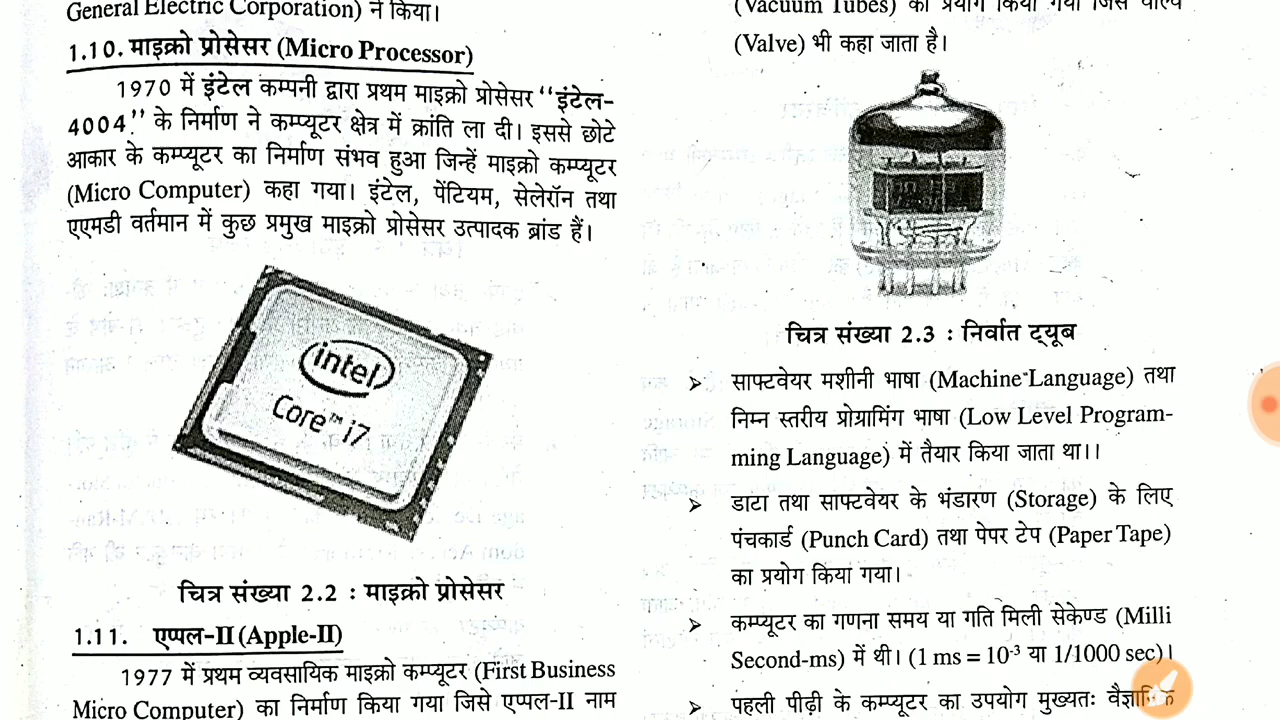 General Electric Corporation) ने किया।
1.10. माइक्रो प्रोसेसर (Micro Processor)
1970 में इंटेल कम्पनी द्वारा प्रथम माइक्रो प्रोसेसर ‘‘इंटेल-
4004’’ के निर्माण ने कम्प्यूटर क्षेत्र में क्रांति ला दी। इससे छोटे
आकार के कम्प्यूटर का निर्माण संभव हुआ जिन्हें माइक्रो कम्प्यूटर
(Micro Computer) कहा गया। इंटेल, पेंटियम, सेलेरॉन तथा
एएमडी वर्तमान में कुछ प्रमुख माइक्रो प्रोसेसर उत्पादक ब्रांड हैं।
intel
Core™ i7
चित्र संख्या 2.2 : माइक्रो प्रोसेसर
1.11. एप्पल-II (Apple-II)
1977 में प्रथम व्यवसायिक माइक्रो कम्प्यूटर (First Business
Micro Computer) का निर्माण किया गया जिसे एप्पल-II नाम
(Vacuum Tubes) का प्रयोग किया गया जिसे वाल्व
(Valve) भी कहा जाता है।
चित्र संख्या 2.3 : निर्वात ट्यूब
➢ साफ्टवेयर मशीनी भाषा (Machine Language) तथा
निम्न स्तरीय प्रोग्रामिंग भाषा (Low Level Program-
ming Language) में तैयार किया जाता था।।
➢ डाटा तथा साफ्टवेयर के भंडारण (Storage) के लिए
पंचकार्ड (Punch Card) तथा पेपर टेप (Paper Tape)
का प्रयोग किया गया।
➢ कम्प्यूटर का गणना समय या गति मिली सेकेण्ड (Milli
Second-ms) में थी। (1 ms = 10⁻³ या 1/1000 sec)।
➢ पहली पीढ़ी के कम्प्यूटर का उपयोग मुख्यतः वैज्ञानिक